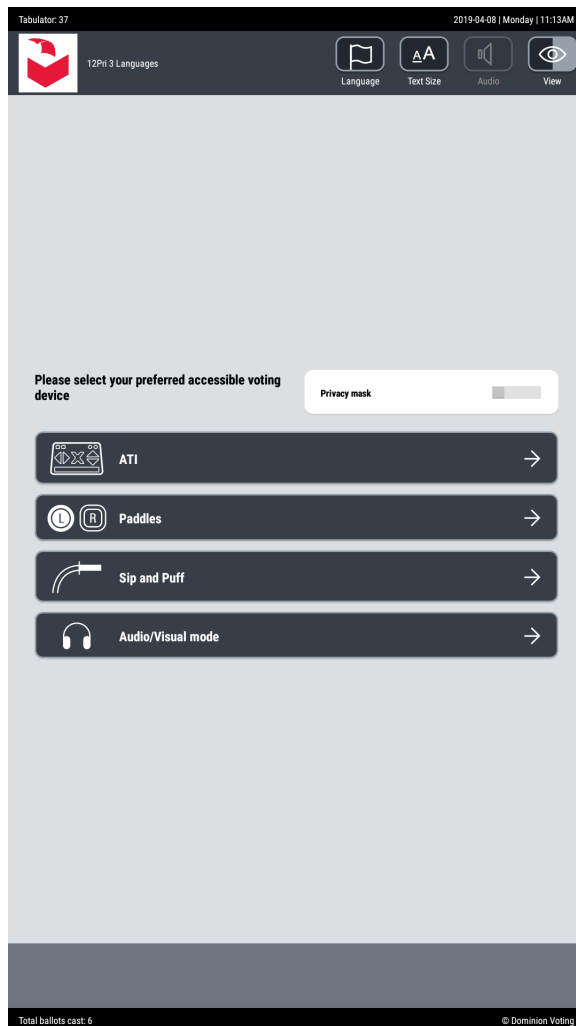 Tabulator: 37
2019-04-08 | Monday | 11:13AM
12Pri 3 Languages
Language
AA
Text Size
Audio
View
Please select your preferred accessible voting
device
Privacy mask
ATI
L R Paddles
Sip and Puff
Audio/Visual mode
Total ballots cast: 6
© Dominion Voting